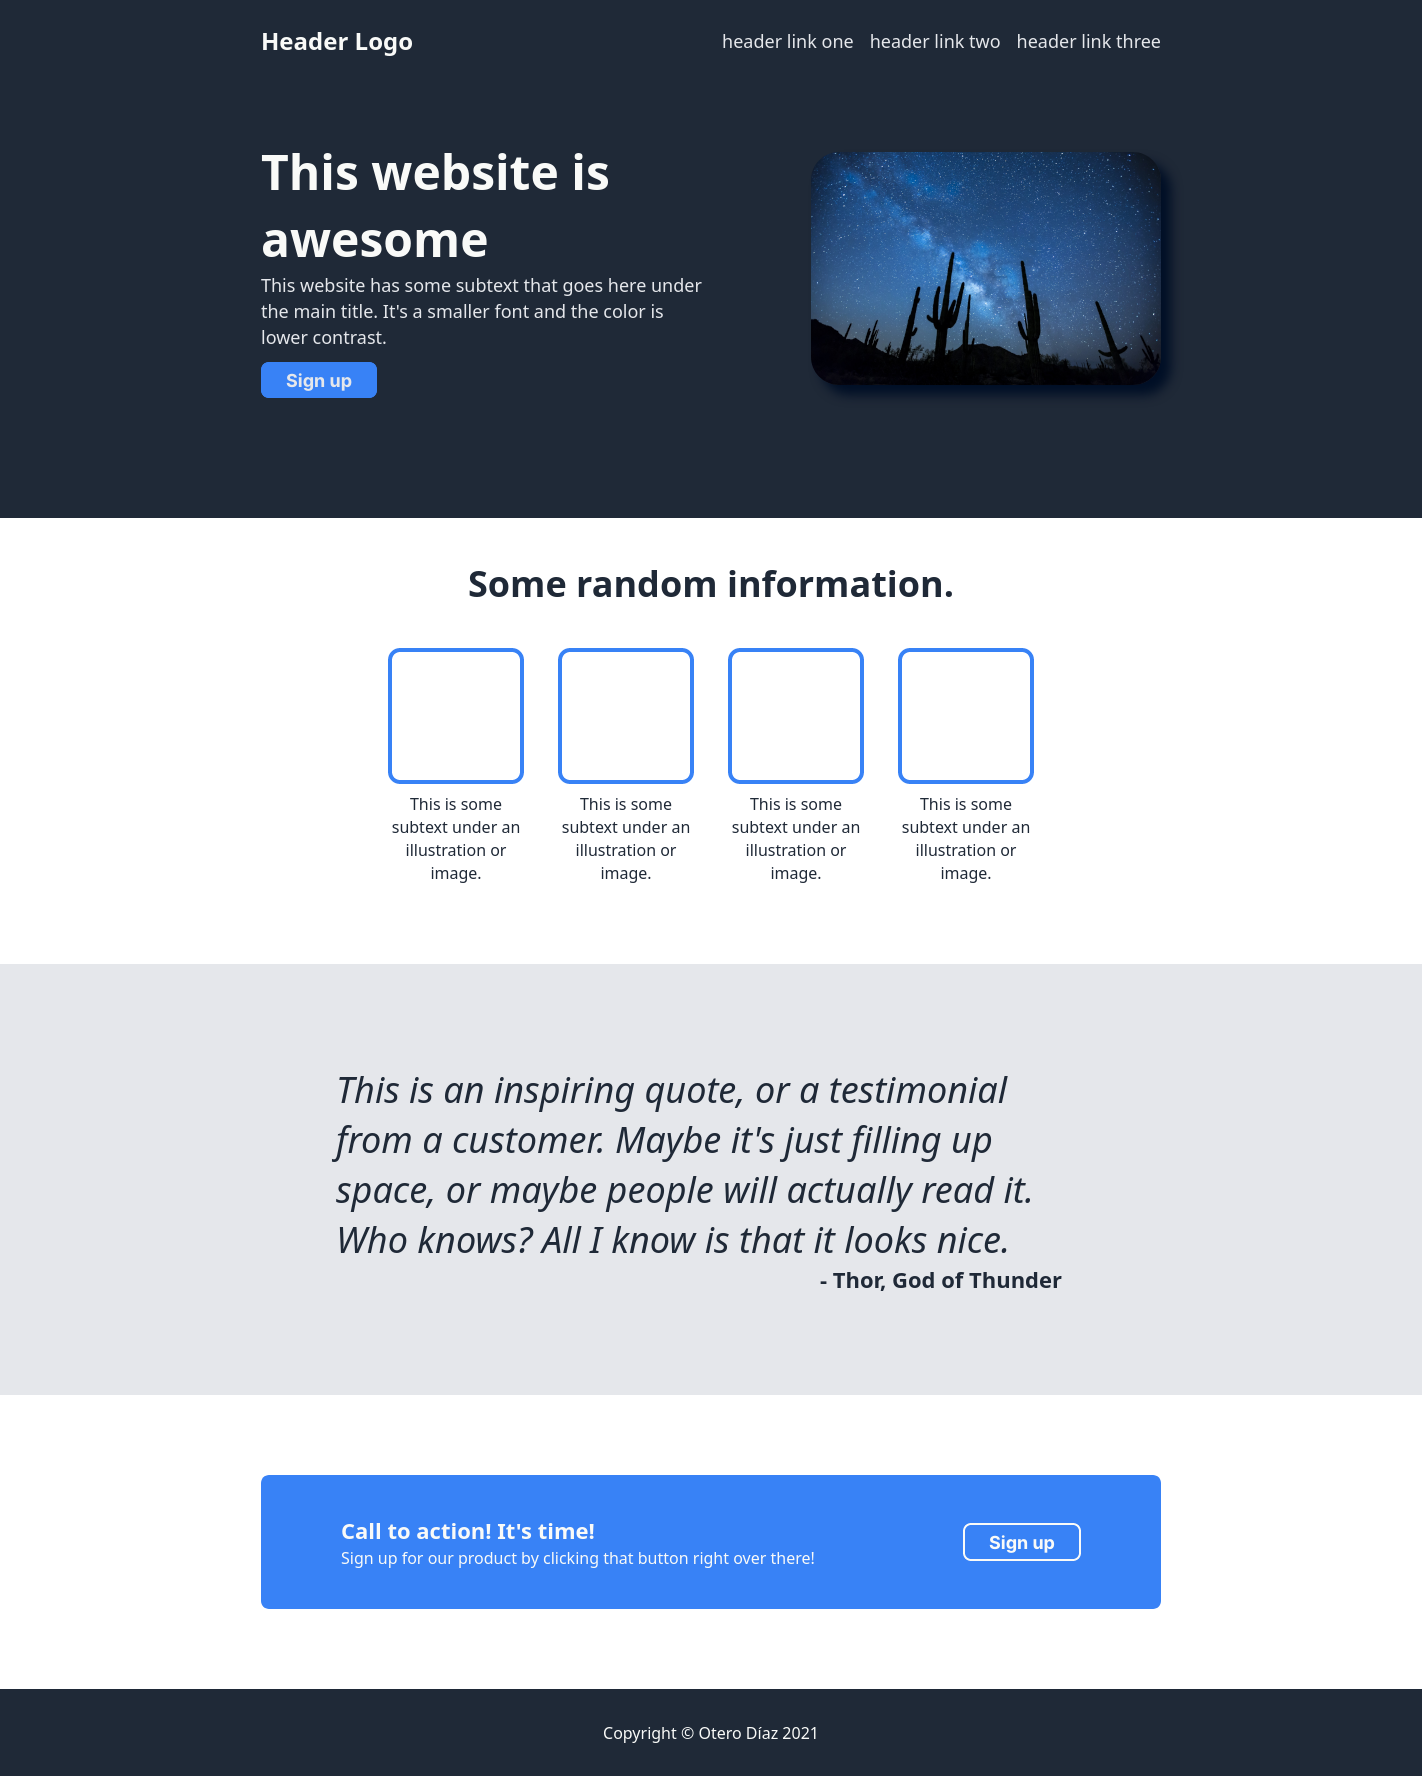 Header Logo
header link one header link two header link three
This website is
awesome
This website has some subtext that goes here under
the main title. It's a smaller font and the color is
lower contrast.
Sign up
Some random information.
This is some
subtext under an
illustration or
image.
This is some
subtext under an
illustration or
image.
This is some
subtext under an
illustration or
image.
This is some
subtext under an
illustration or
image.
This is an inspiring quote, or a testimonial
from a customer. Maybe it's just filling up
space, or maybe people will actually read it.
Who knows? All I know is that it looks nice.
- Thor, God of Thunder
Call to action! It's time!
Sign up for our product by clicking that button right over there!
Sign up
Copyright © Otero Díaz 2021